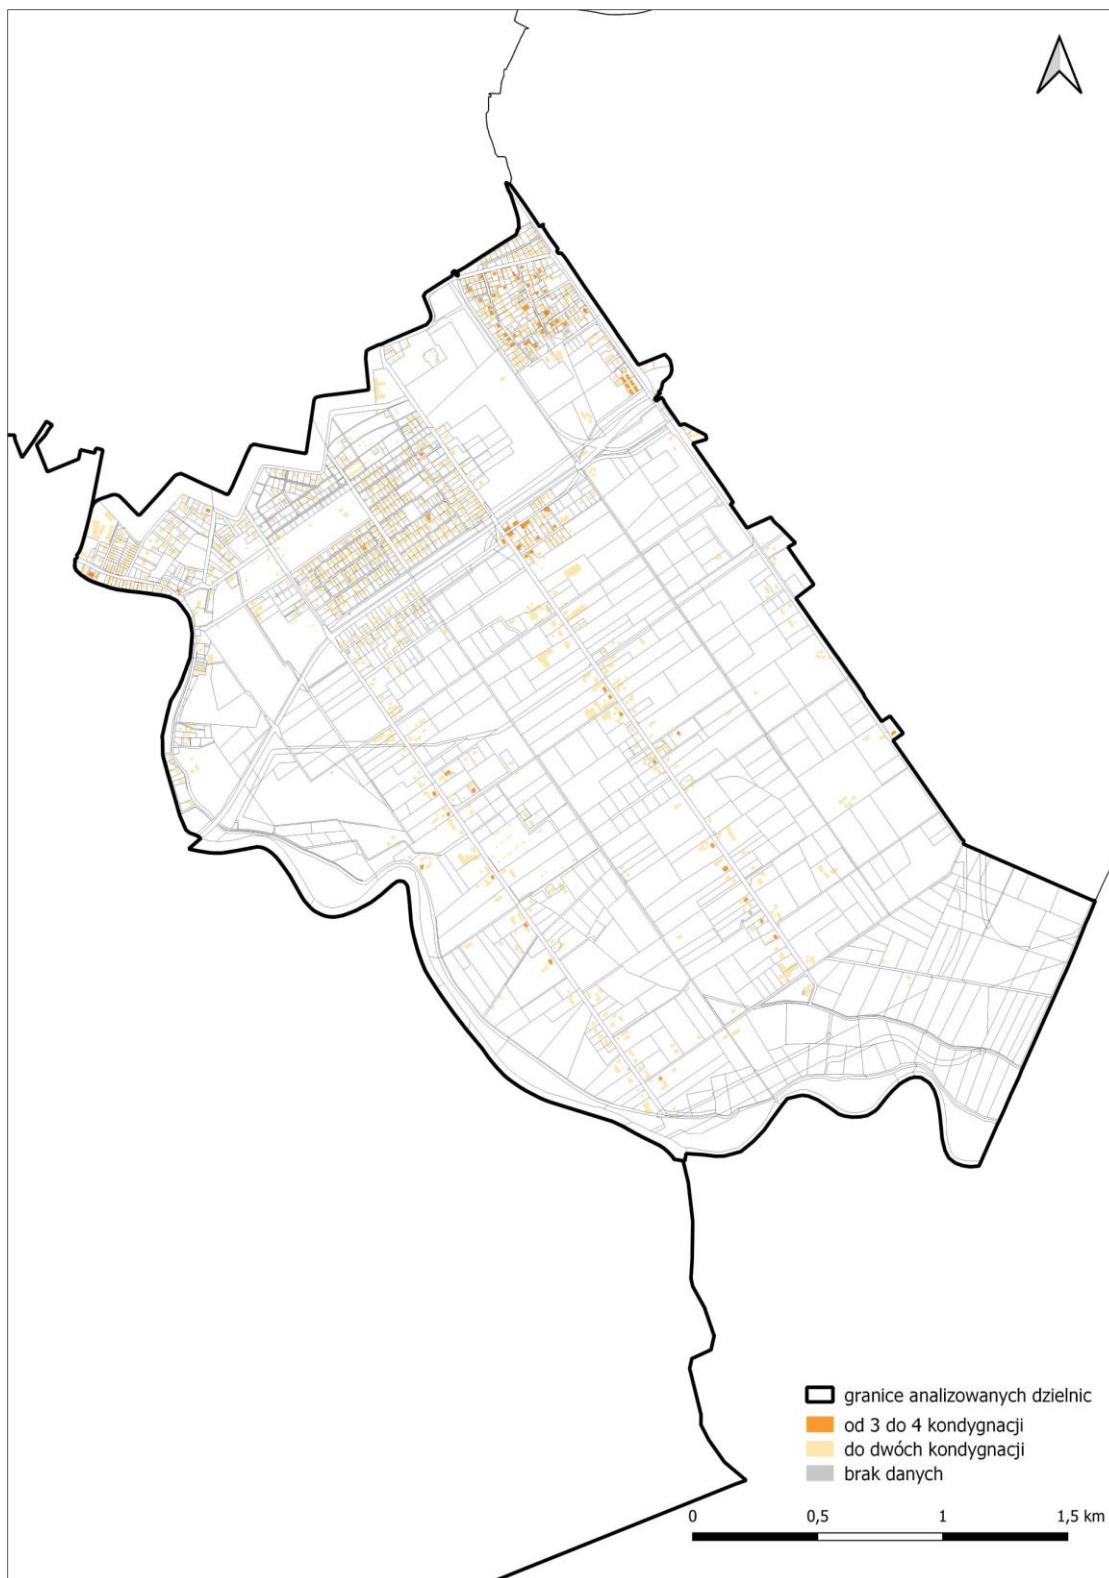 granice analizowanych dzielnic
od 3 do 4 kondygnacji
do dwóch kondygnacji
brak danych
0 0,5 1 1,5 km